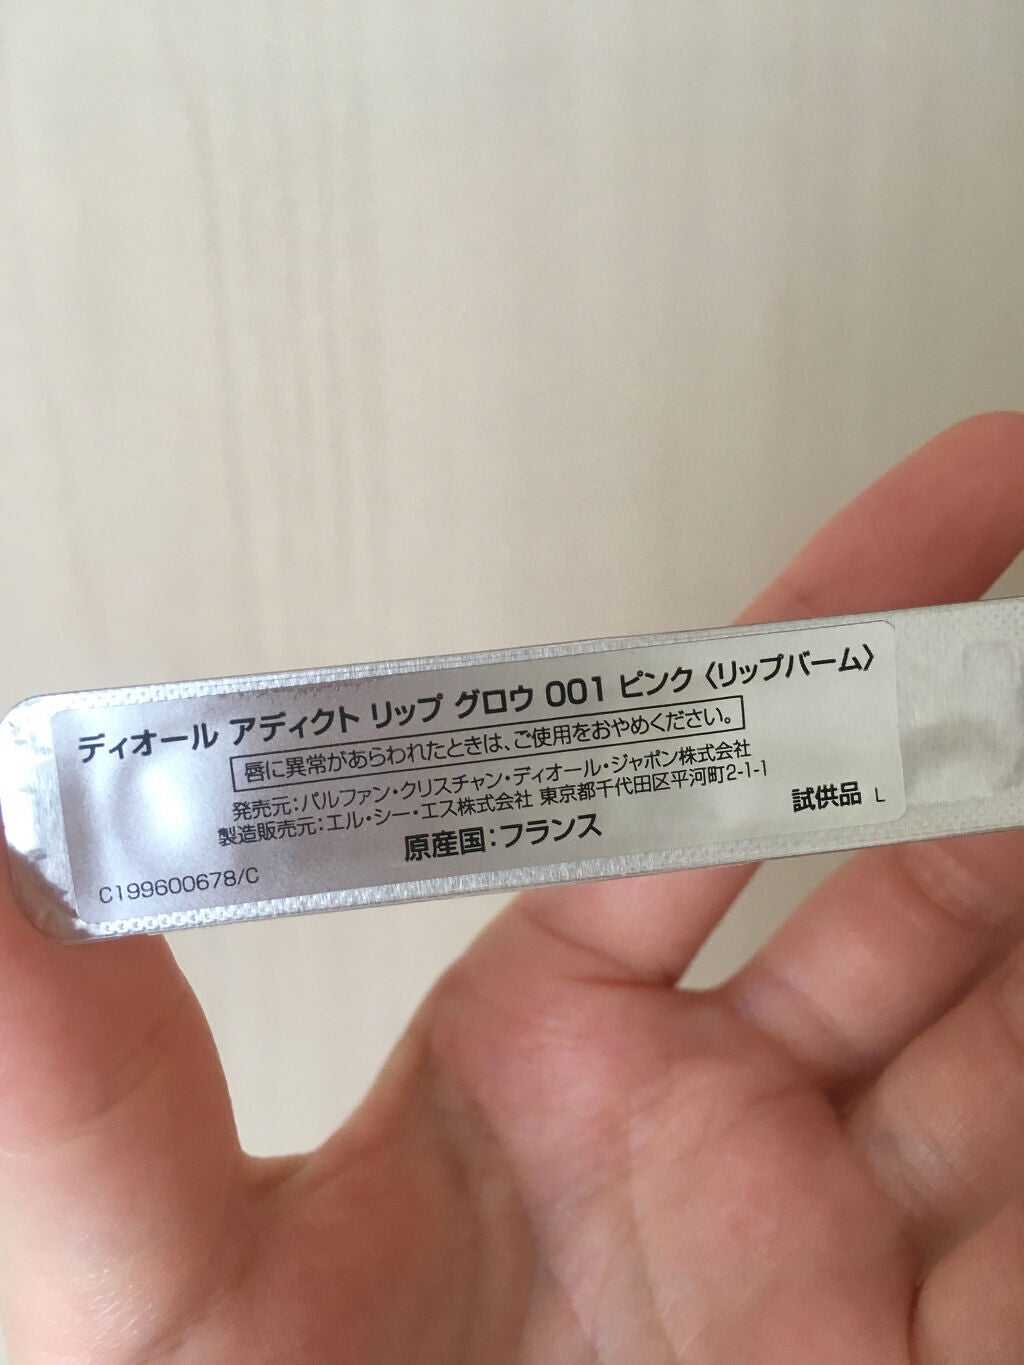 ディオール アディクト リップ グロウ 001 ピンク〈リップバーム〉
唇に異常があらわれたときは、ご使用をおやめください。
発売元：パルファン・クリスチャン・ディオール・ジャポン株式会社
製造販売元：エル・シー・エス株式会社 東京都千代田区平河町2-1-1
原産国：フランス
試供品 L
C199600678/C